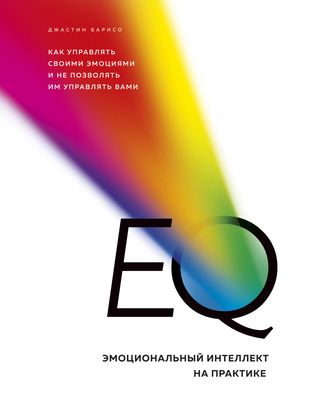 ДЖАСТИН БАРИСО
КАК УПРАВЛЯТЬ
СВОИМИ ЭМОЦИЯМИ
И НЕ ПОЗВОЛЯТЬ
ИМ УПРАВЛЯТЬ ВАМИ
EQ
ЭМОЦИОНАЛЬНЫЙ ИНТЕЛЛЕКТ
НА ПРАКТИКЕ